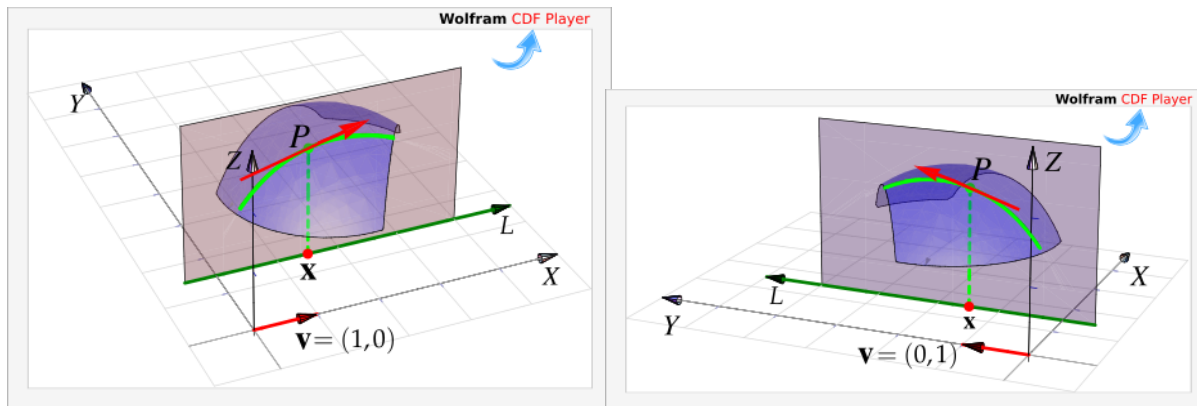 Wolfram CDF Player
Y
P
Z
L
x
X
v = (1,0)
Wolfram CDF Player
P
Z
X
L
x
Y
v = (0,1)